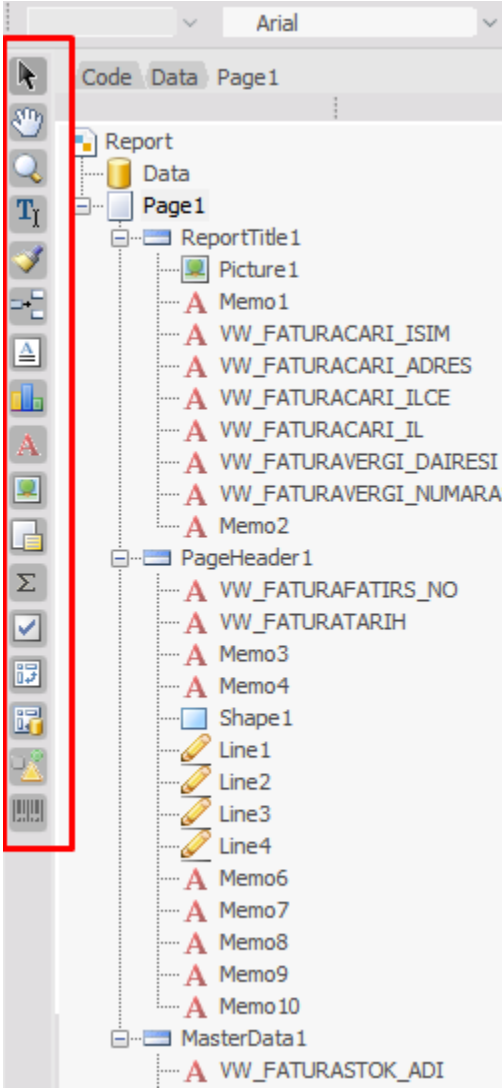 Arial
Code Data Page1
Report
Data
Page1
ReportTitle1
Picture1
A Memo1
A VW_FATURACARI_ISIM
A VW_FATURACARI_ADRES
A VW_FATURACARI_ILCE
A VW_FATURACARI_IL
A VW_FATURAVERGI_DAIRESI
A VW_FATURAVERGI_NUMARA
A Memo2
PageHeader1
A VW_FATURAFATIRS_NO
A VW_FATURATARIH
A Memo3
A Memo4
Shape1
Line1
Line2
Line3
Line4
A Memo6
A Memo7
A Memo8
A Memo9
A Memo10
MasterData1
A VW_FATURASTOK_ADI